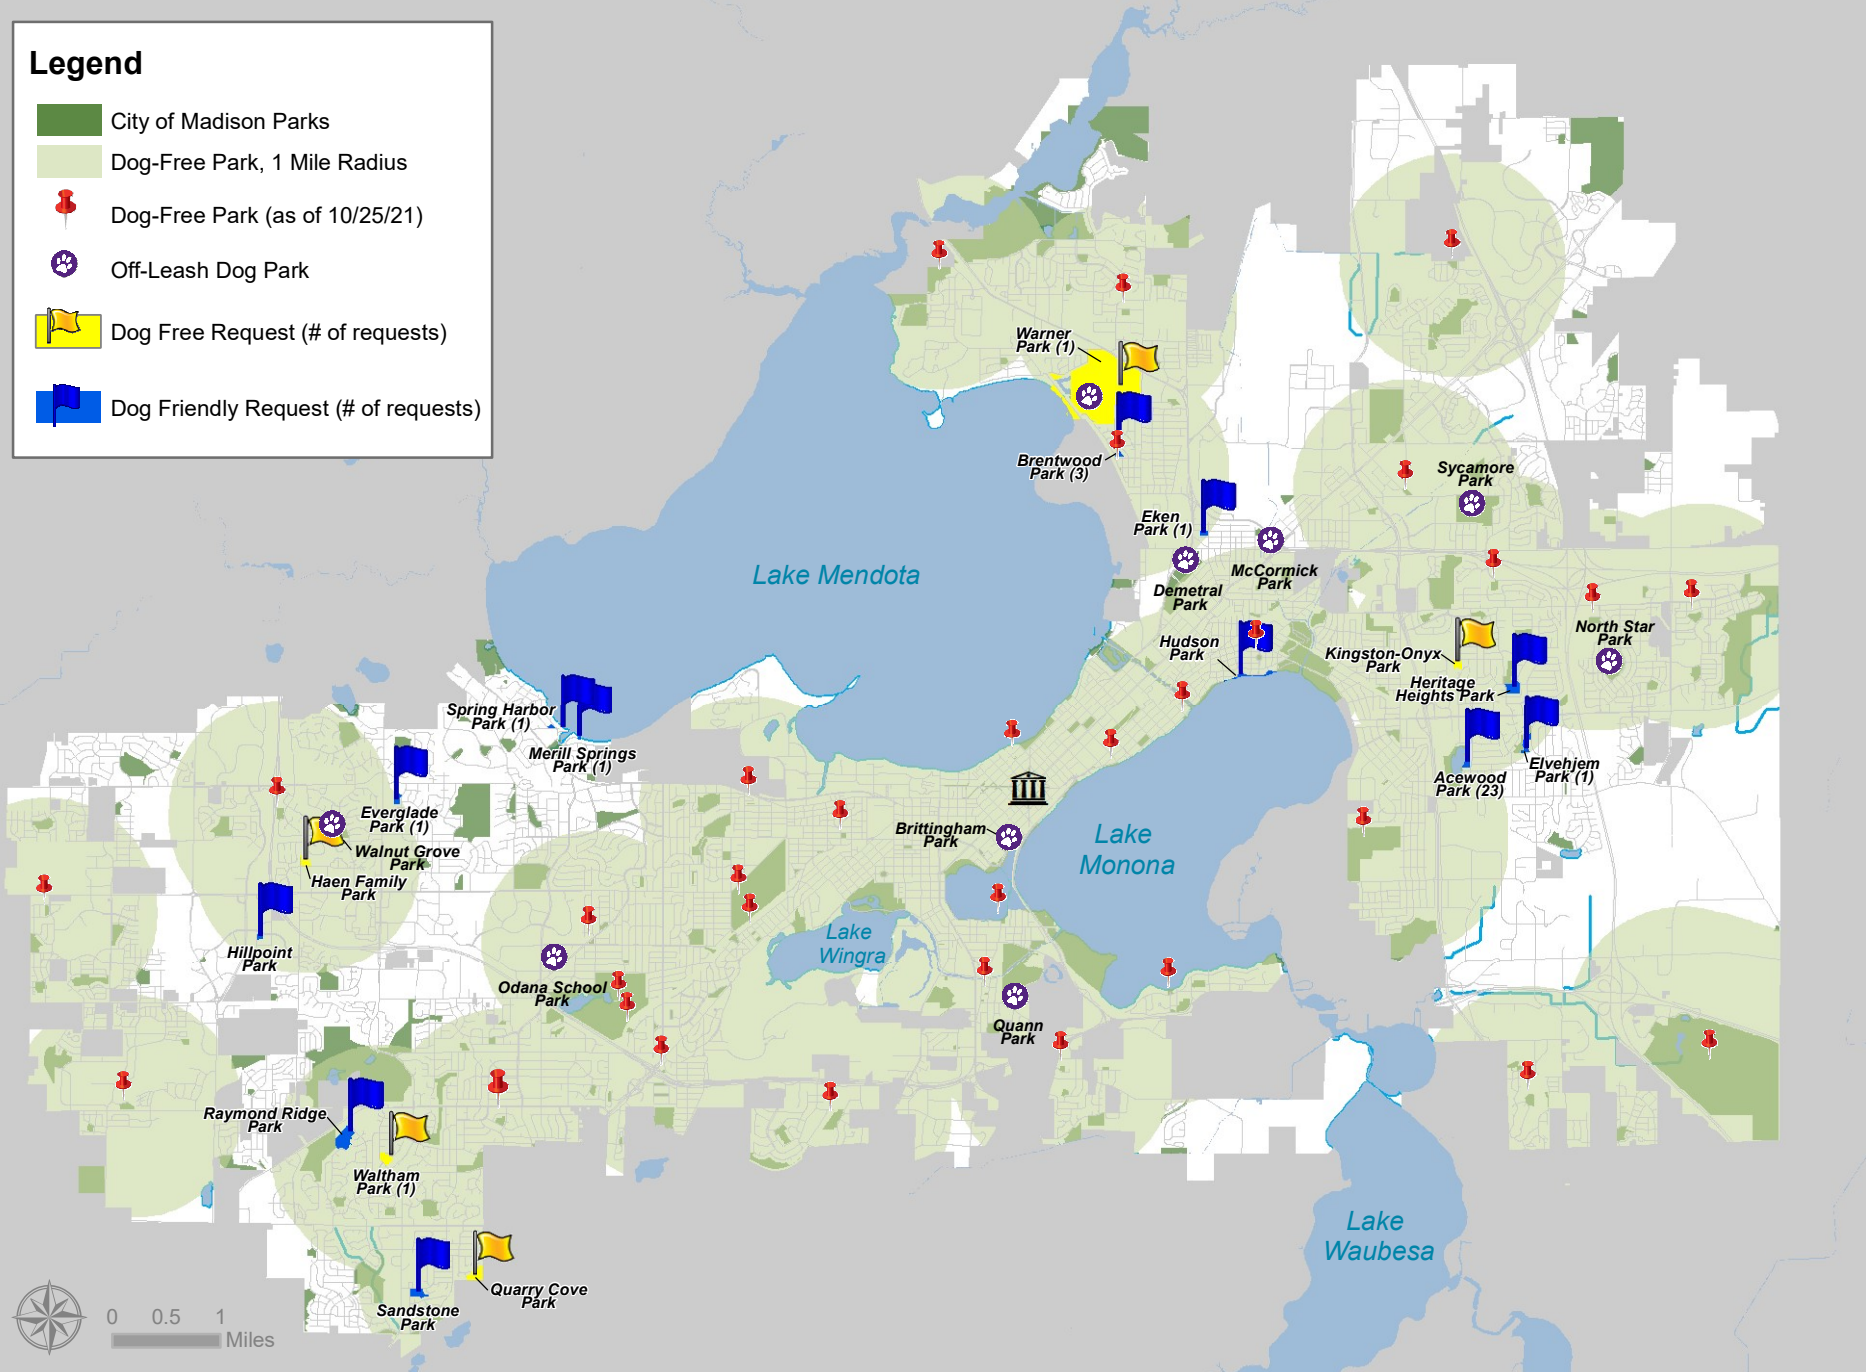 Legend
City of Madison Parks
Dog-Free Park, 1 Mile Radius
Dog-Free Park (as of 10/25/21)
Off-Leash Dog Park
Dog Free Request (# of requests)
Dog Friendly Request (# of requests)
Warner
Park (1)
Brentwood
Park (3)
Sycamore
Park
Eken
Park (1)
McCormick
Park
Demetral
Park
Lake Mendota
Hudson
Park
North Star
Park
Kingston-Onyx
Park
Heritage
Heights Park
Spring Harbor
Park (1)
Merill Springs
Park (1)
Elvehjem
Park (1)
Acewood
Park (23)
Everglade
Park (1)
Walnut Grove
Park
Haen Family
Park
Brittingham
Park
Lake
Monona
Hillpoint
Park
Lake
Wingra
Odana School
Park
Quann
Park
Raymond Ridge
Park
Waltham
Park (1)
Lake
Waubesa
Quarry Cove
Park
Sandstone
Park
0 0.5 1
Miles